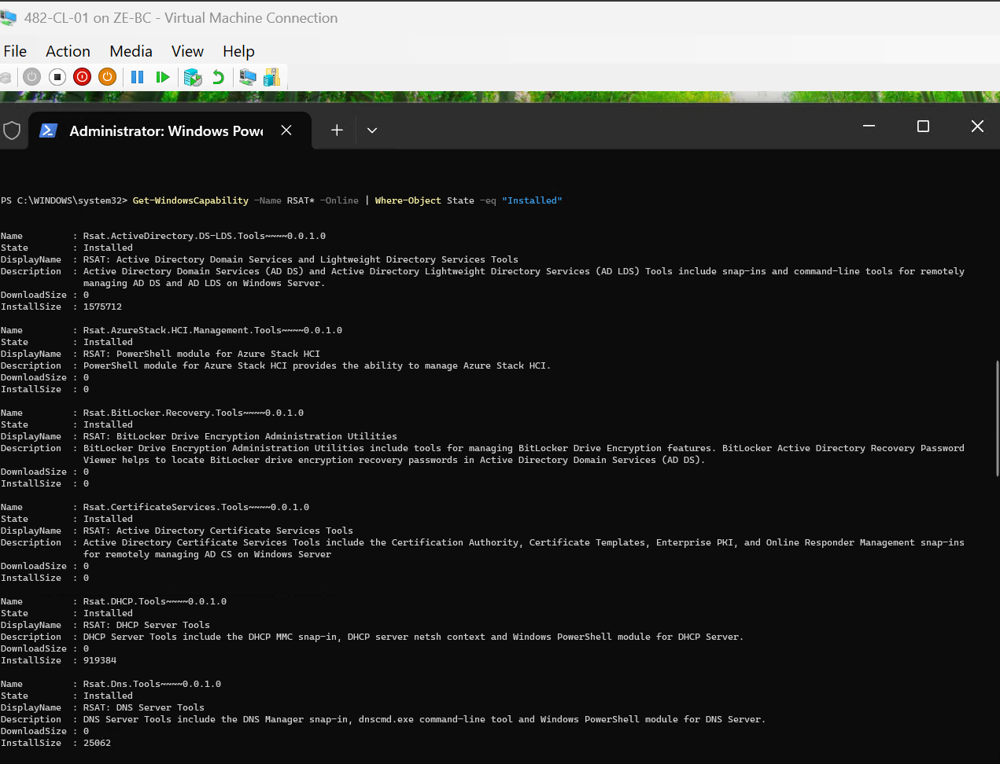 482-CL-01 on ZE-BC - Virtual Machine Connection
File Action Media View Help
Administrator: Windows Powe
PS C:\WINDOWS\system32> Get-WindowsCapability -Name RSAT* -Online | Where-Object State -eq "Installed"
Name : Rsat.ActiveDirectory.DS-LDS.Tools~~~~0.0.1.0
State : Installed
DisplayName : RSAT: Active Directory Domain Services and Lightweight Directory Services Tools
Description : Active Directory Domain Services (AD DS) and Active Directory Lightweight Directory Services (AD LDS) Tools include snap-ins and command-line tools for remotely
managing AD DS and AD LDS on Windows Server.
DownloadSize : 0
InstallSize : 1575712
Name : Rsat.AzureStack.HCI.Management.Tools~~~~0.0.1.0
State : Installed
DisplayName : RSAT: PowerShell module for Azure Stack HCI
Description : PowerShell module for Azure Stack HCI provides the ability to manage Azure Stack HCI.
DownloadSize : 0
InstallSize : 0
Name : Rsat.BitLocker.Recovery.Tools~~~~0.0.1.0
State : Installed
DisplayName : RSAT: BitLocker Drive Encryption Administration Utilities
Description : BitLocker Drive Encryption Administration Utilities include tools for managing BitLocker Drive Encryption features. BitLocker Active Directory Recovery Password
Viewer helps to locate BitLocker drive encryption recovery passwords in Active Directory Domain Services (AD DS).
DownloadSize : 0
InstallSize : 0
Name : Rsat.CertificateServices.Tools~~~~0.0.1.0
State : Installed
DisplayName : RSAT: Active Directory Certificate Services Tools
Description : Active Directory Certificate Services Tools include the Certification Authority, Certificate Templates, Enterprise PKI, and Online Responder Management snap-ins
for remotely managing AD CS on Windows Server
DownloadSize : 0
InstallSize : 0
Name : Rsat.DHCP.Tools~~~~0.0.1.0
State : Installed
DisplayName : RSAT: DHCP Server Tools
Description : DHCP Server Tools include the DHCP MMC snap-in, DHCP server netsh context and Windows PowerShell module for DHCP Server.
DownloadSize : 0
InstallSize : 919384
Name : Rsat.Dns.Tools~~~~0.0.1.0
State : Installed
DisplayName : RSAT: DNS Server Tools
Description : DNS Server Tools include the DNS Manager snap-in, dnscmd.exe command-line tool and Windows PowerShell module for DNS Server.
DownloadSize : 0
InstallSize : 25062